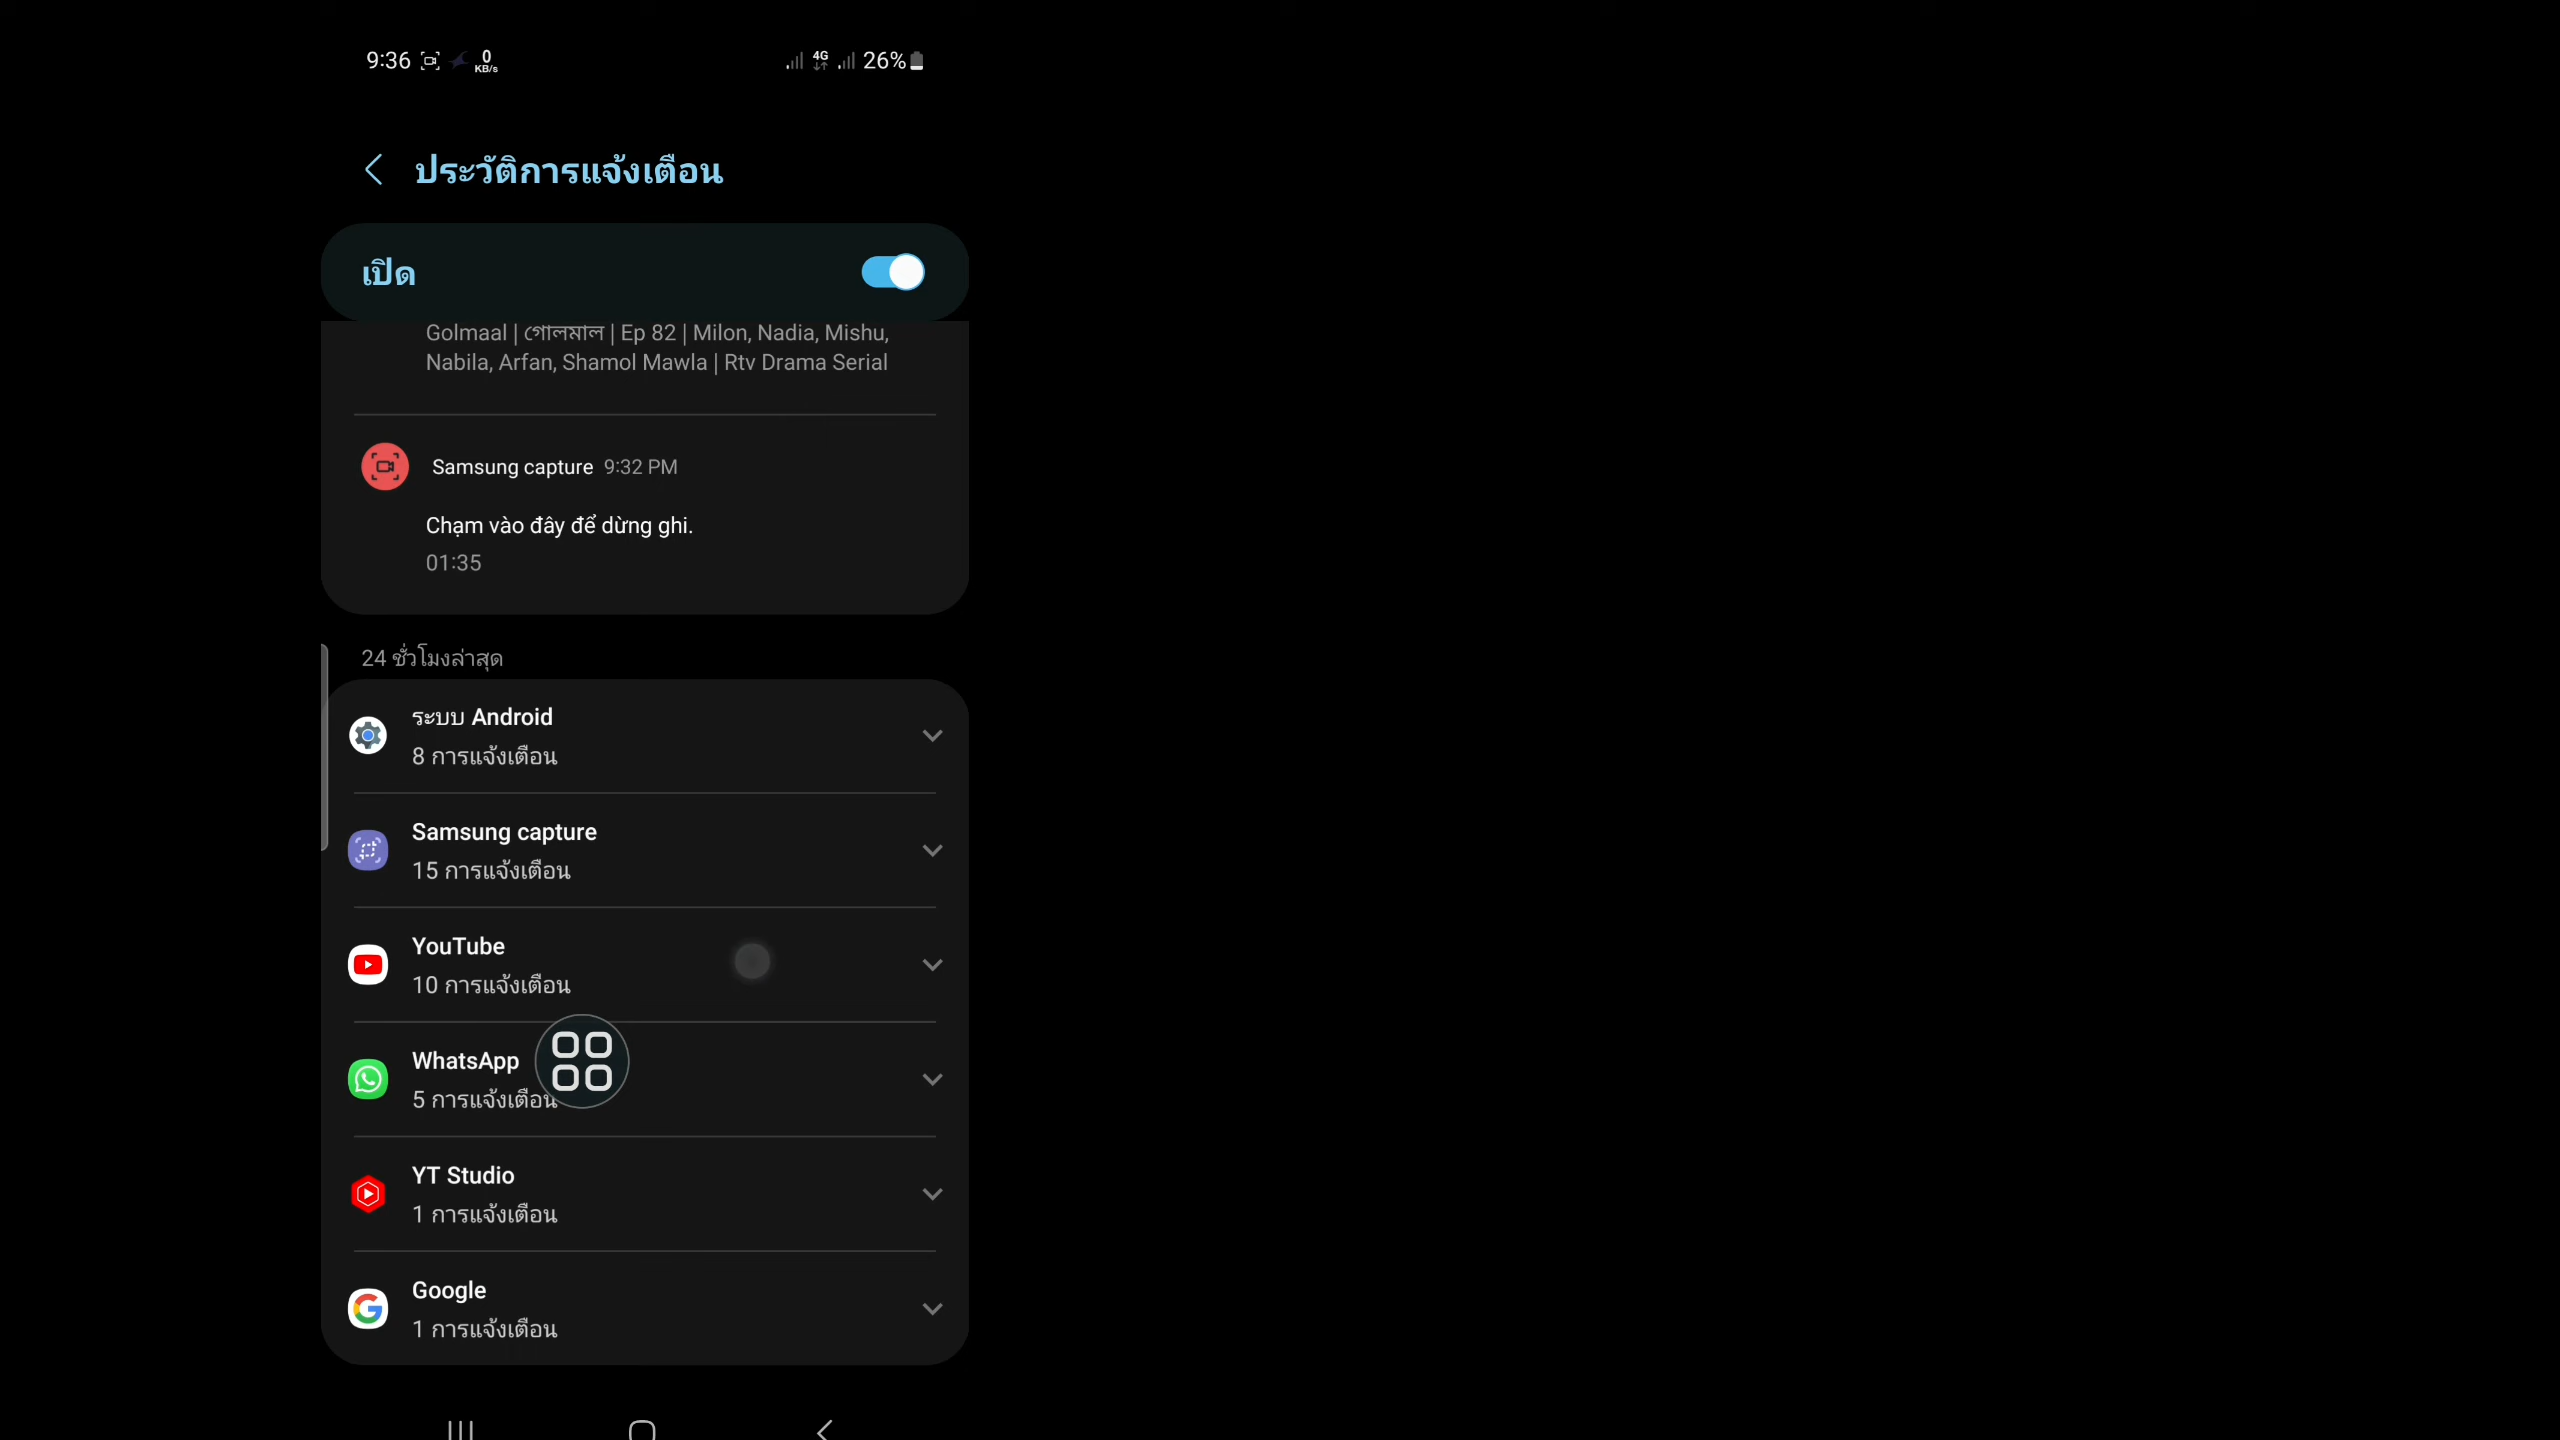 9:36 0 KB/s 4G 26%
ประวัติการแจ้งเตือน
เปิด
Golmaal | গোলমাল | Ep 82 | Milon, Nadia, Mishu,
Nabila, Arfan, Shamol Mawla | Rtv Drama Serial
Samsung capture 9:32 PM
Chạm vào đây để dừng ghi.
01:35
24 ชั่วโมงล่าสุด
ระบบ Android
8 การแจ้งเตือน
Samsung capture
15 การแจ้งเตือน
YouTube
10 การแจ้งเตือน
WhatsApp
5 การแจ้งเตือน
YT Studio
1 การแจ้งเตือน
Google
1 การแจ้งเตือน